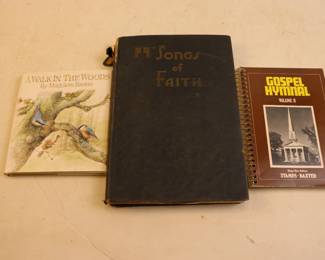 A WALK IN THE WOODS
Songs
of
FAITH
GOSPEL
HYMNAL
VOLUME II
STAMPS-BAXTER